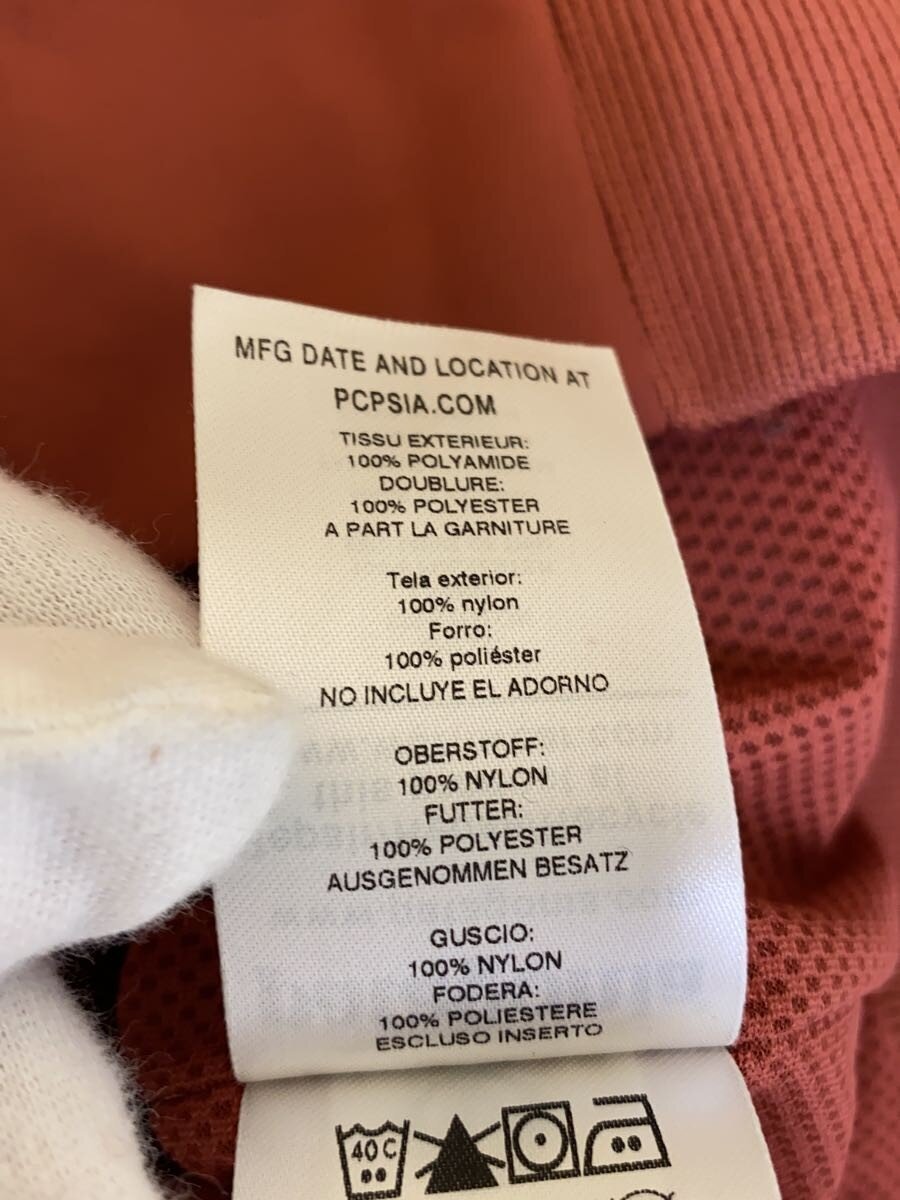 MFG DATE AND LOCATION AT
PCPSIA.COM
TISSU EXTERIEUR:
100% POLYAMIDE
DOUBLURE:
100% POLYESTER
A PART LA GARNITURE
Tela exterior:
100% nylon
Forro:
100% poliéster
NO INCLUYE EL ADORNO
OBERSTOFF:
100% NYLON
FUTTER:
100% POLYESTER
AUSGENOMMEN BESATZ
GUSCIO:
100% NYLON
FODERA:
100% POLIESTERE
ESCLUSO INSERTO
40C